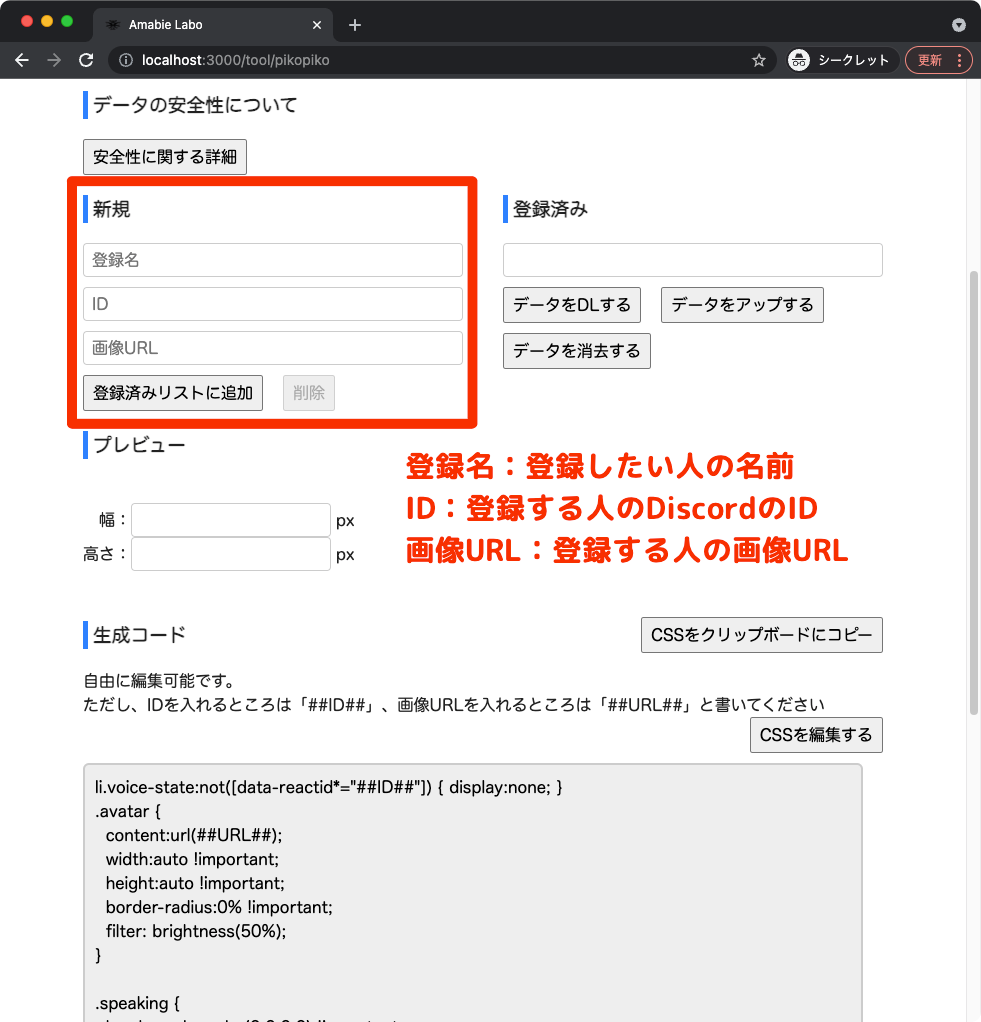 Amabie Labo
localhost:3000/tool/pikopiko
シークレット
更新
データの安全性について
安全性に関する詳細
新規
登録名
ID
画像URL
登録済みリストに追加
削除
登録済み
データをDLする
データをアップする
データを消去する
プレビュー
登録名：登録したい人の名前
ID：登録する人のDiscordのID
画像URL：登録する人の画像URL
幅： px
高さ： px
生成コード
CSSをクリップボードにコピー
自由に編集可能です。
ただし、IDを入れるところは「##ID##」、画像URLを入れるところは「##URL##」と書いてください
CSSを編集する
li.voice-state:not([data-reactid*="##ID##"]) { display:none; }
.avatar {
content:url(##URL##);
width:auto !important;
height:auto !important;
border-radius:0% !important;
filter: brightness(50%);
}
.speaking {